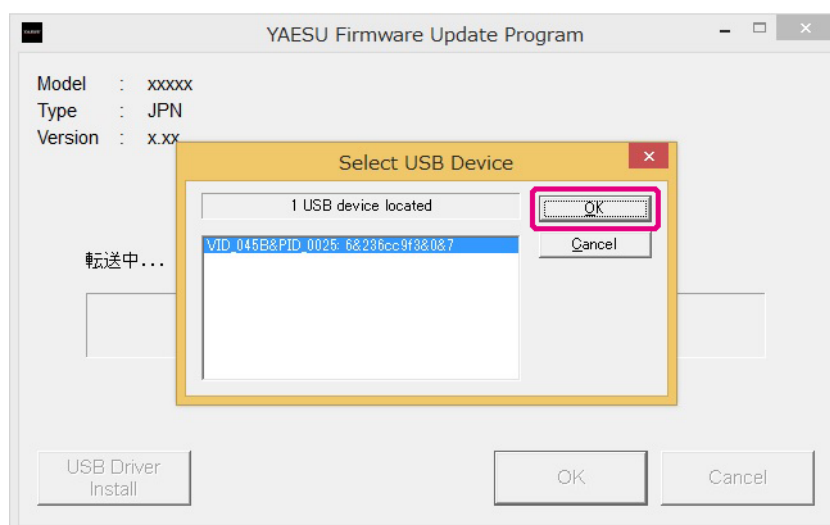 YAESU Firmware Update Program
Model : xxxxx
Type : JPN
Version : x.xx
Select USB Device
1 USB device located
OK
VID_045B&PID_0025: 6&236cc9f3&0&7
Cancel
転送中...
USB Driver
Install
OK
Cancel